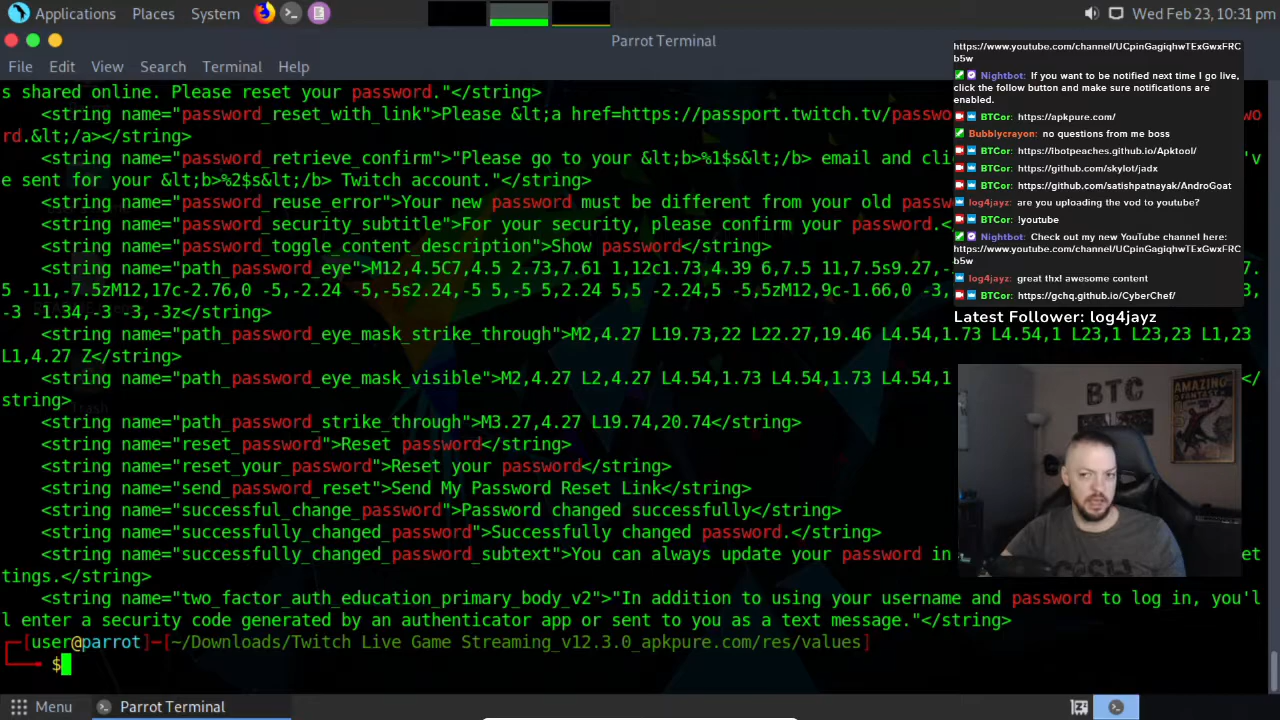 Applications Places System
Wed Feb 23, 10:31 pm
Parrot Terminal
File Edit View Search Terminal Help
s shared online. Please reset your password."</string>
    <string name="password_reset_with_link">Please &lt;a href=https://passport.twitch.tv/passwo
rd.&lt;/a></string>
    <string name="password_retrieve_confirm">"Please go to your &lt;b>%1$s&lt;/b> email and
e sent for your &lt;b>%2$s&lt;/b> Twitch account."</string>
    <string name="password_reuse_error">Your new password must be different from your old
    <string name="password_security_subtitle">For your security, please confirm your password.<
    <string name="password_toggle_content_description">Show password</string>
    <string name="path_password_eye">M12,4.5C7,4.5 2.73,7.61 1,12c1.73,4.39 6,7.5 11,7.5s9.27,-
5 -11,-7.5zM12,17c-2.76,0 -5,-2.24 -5,-5s2.24,-5 5,-5 5,2.24 5,5 -2.24,5 -5,5zM12,9c-1.66,0 -3,
-3 -1.34,-3 -3,-3z</string>
    <string name="path_password_eye_mask_strike_through">M2,4.27 L19.73,22 L22.27,19.46 L4.54,1.73 L4.54,1 L23,1 L23,23 L1,23
L1,4.27 Z</string>
    <string name="path_password_eye_mask_visible">M2,4.27 L2,4.27 L4.54,1.73 L4.54,1.73 L4.54,1 </
string>
    <string name="path_password_strike_through">M3.27,4.27 L19.74,20.74</string>
    <string name="reset_password">Reset password</string>
    <string name="reset_your_password">Reset your password</string>
    <string name="send_password_reset">Send My Password Reset Link</string>
    <string name="successful_change_password">Password changed successfully</string>
    <string name="successfully_changed_password">Successfully changed password.</string>
    <string name="successfully_changed_password_subtext">You can always update your password in
tings.</string>
    <string name="two_factor_auth_education_primary_body_v2">"In addition to using your username and password to log in, you'l
l enter a security code generated by an authenticator app or sent to you as a text message."</string>
[user@parrot]-[~/Downloads/Twitch Live Game Streaming_v12.3.0_apkpure.com/res/values]
$
https://www.youtube.com/channel/UCpinGagiqhwTExGwxFRC
b5w
Nightbot: If you want to be notified next time I go live,
click the follow button and make sure notifications are
enabled.
BTCor: https://apkpure.com/
Bubblycrayon: no questions from me boss
BTCor: https://ibotpeaches.github.io/Apktool/
BTCor: https://github.com/skylot/jadx
BTCor: https://github.com/satishpatnayak/AndroGoat
log4jayz: are you uploading the vod to youtube?
BTCor: !youtube
Nightbot: Check out my new YouTube channel here:
https://www.youtube.com/channel/UCpinGagiqhwTExGwxFRC
b5w
log4jayz: great thx! awesome content
BTCor: https://gchq.github.io/CyberChef/
Latest Follower: log4jayz
BTC
AMAZING
FANTASY
CASH
Menu Parrot Terminal